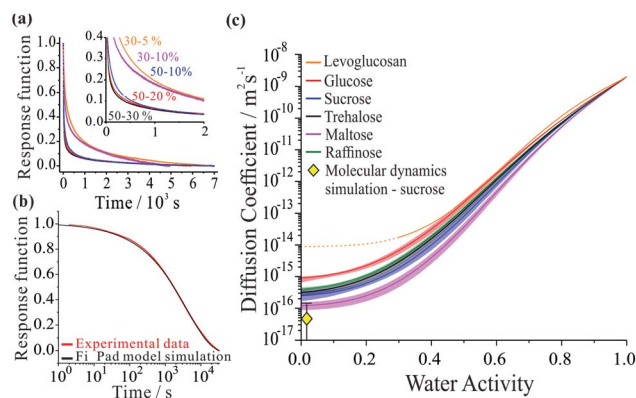 (a)
Response function
1.0
0.8
0.6
0.4
0.2
0.0
0.4
0.3
0.2
0.1
0.0
30-5 %
30-10%
50-10%
50-20 %
50-30 %
0 1 2
0 1 2 3 4 5 6 7
Time / 10³ s
(b)
Response function
1.0
0.8
0.6
0.4
0.2
0.0
Experimental data
Fi Pad model simulation
10⁰ 10¹ 10² 10³ 10⁴
Time / s
(c)
Diffusion Coefficient / m²s⁻¹
10⁻⁸
10⁻⁹
10⁻¹⁰
10⁻¹¹
10⁻¹²
10⁻¹³
10⁻¹⁴
10⁻¹⁵
10⁻¹⁶
10⁻¹⁷
Levoglucosan
Glucose
Sucrose
Trehalose
Maltose
Raffinose
Molecular dynamics
simulation - sucrose
0.0 0.2 0.4 0.6 0.8 1.0
Water Activity